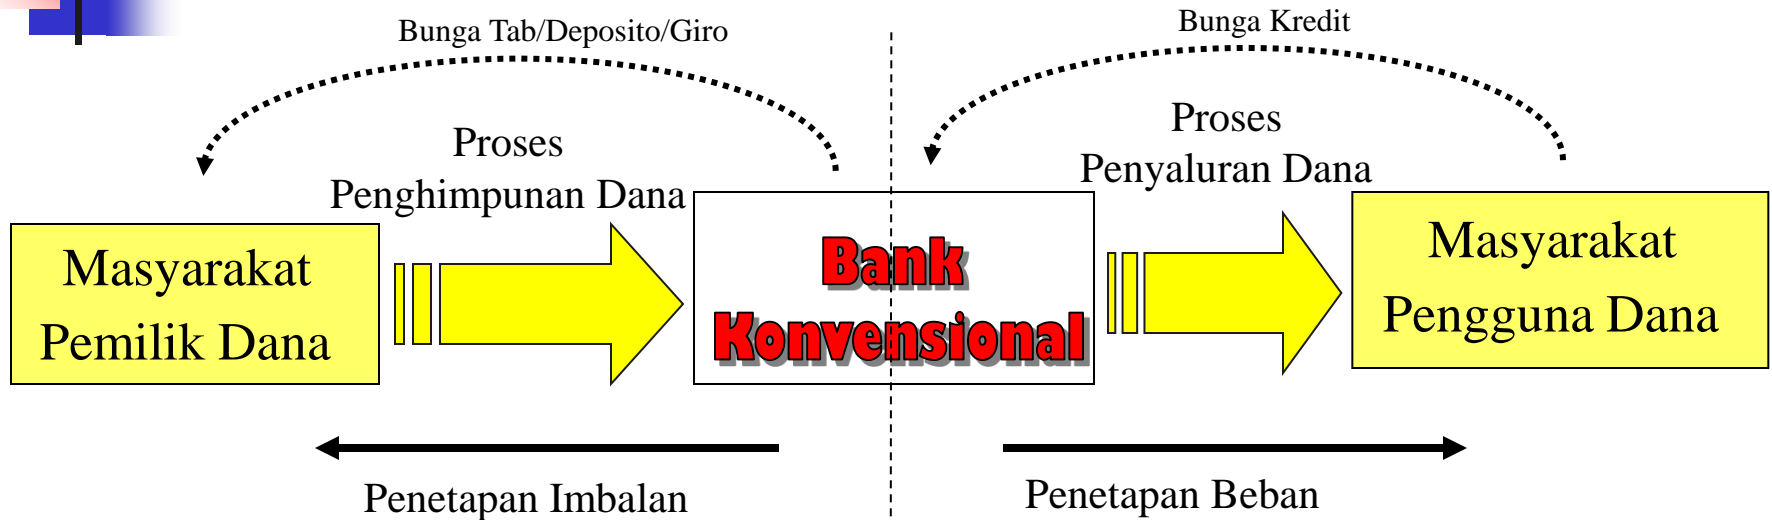 Bunga Tab/Deposito/Giro
Bunga Kredit
Proses
Penghimpunan Dana
Proses
Penyaluran Dana
Masyarakat
Pemilik Dana
Bank
Konvensional
Masyarakat
Pengguna Dana
Penetapan Imbalan
Penetapan Beban